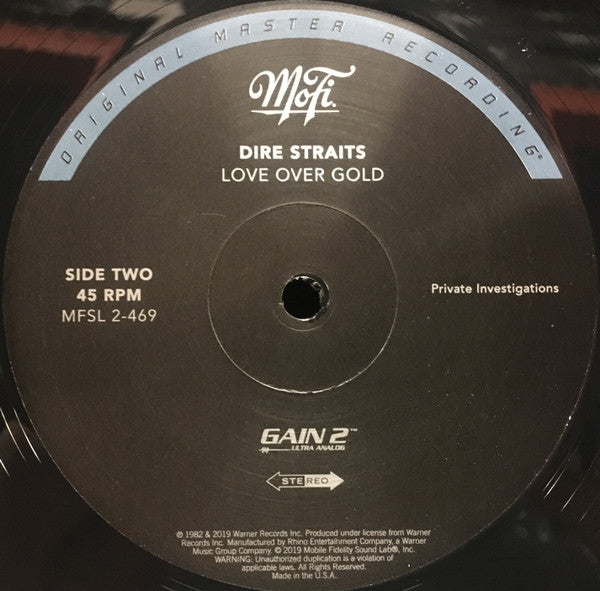 ORIGINAL MASTER RECORDING®
MoFi.
DIRE STRAITS
LOVE OVER GOLD
SIDE TWO
45 RPM
MFSL 2-469
Private Investigations
GAIN 2™
ULTRA ANALOG
STEREO
℗ 1982 & 2019 Warner Records Inc. Produced under license from Warner
Records Inc. Manufactured by Rhino Entertainment Company, a Warner
Music Group Company. © 2019 Mobile Fidelity Sound Lab®, Inc.
WARNING: Unauthorized duplication is a violation of
applicable laws. All Rights Reserved.
Made in the U.S.A.